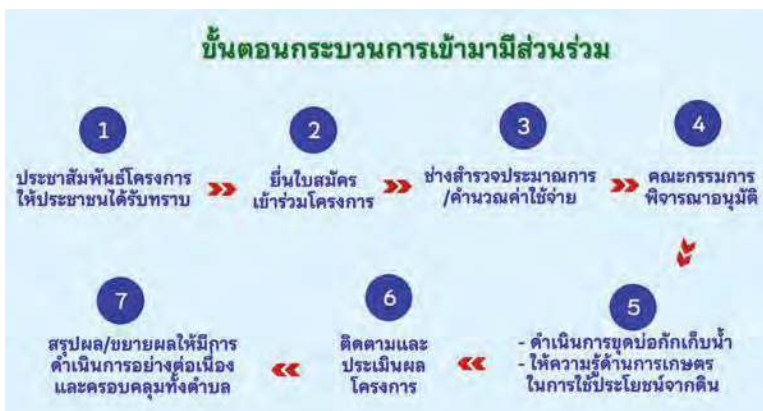 ขั้นตอนกระบวนการเข้ามามีส่วนร่วม
1
ประชาสัมพันธ์โครงการ
ให้ประชาชนได้รับทราบ
2
ยื่นใบสมัคร
เข้าร่วมโครงการ
3
ช่างสำรวจประมาณการ
/คำนวณค่าใช้จ่าย
4
คณะกรรมการ
พิจารณาอนุมัติ
5
- ดำเนินการขุดบ่อกักเก็บน้ำ
- ให้ความรู้ด้านการเกษตร
ในการใช้ประโยชน์จากดิน
6
ติดตามและ
ประเมินผล
โครงการ
7
สรุปผล/ขยายผลให้มีการ
ดำเนินการอย่างต่อเนื่อง
และครอบคลุมทั้งตำบล